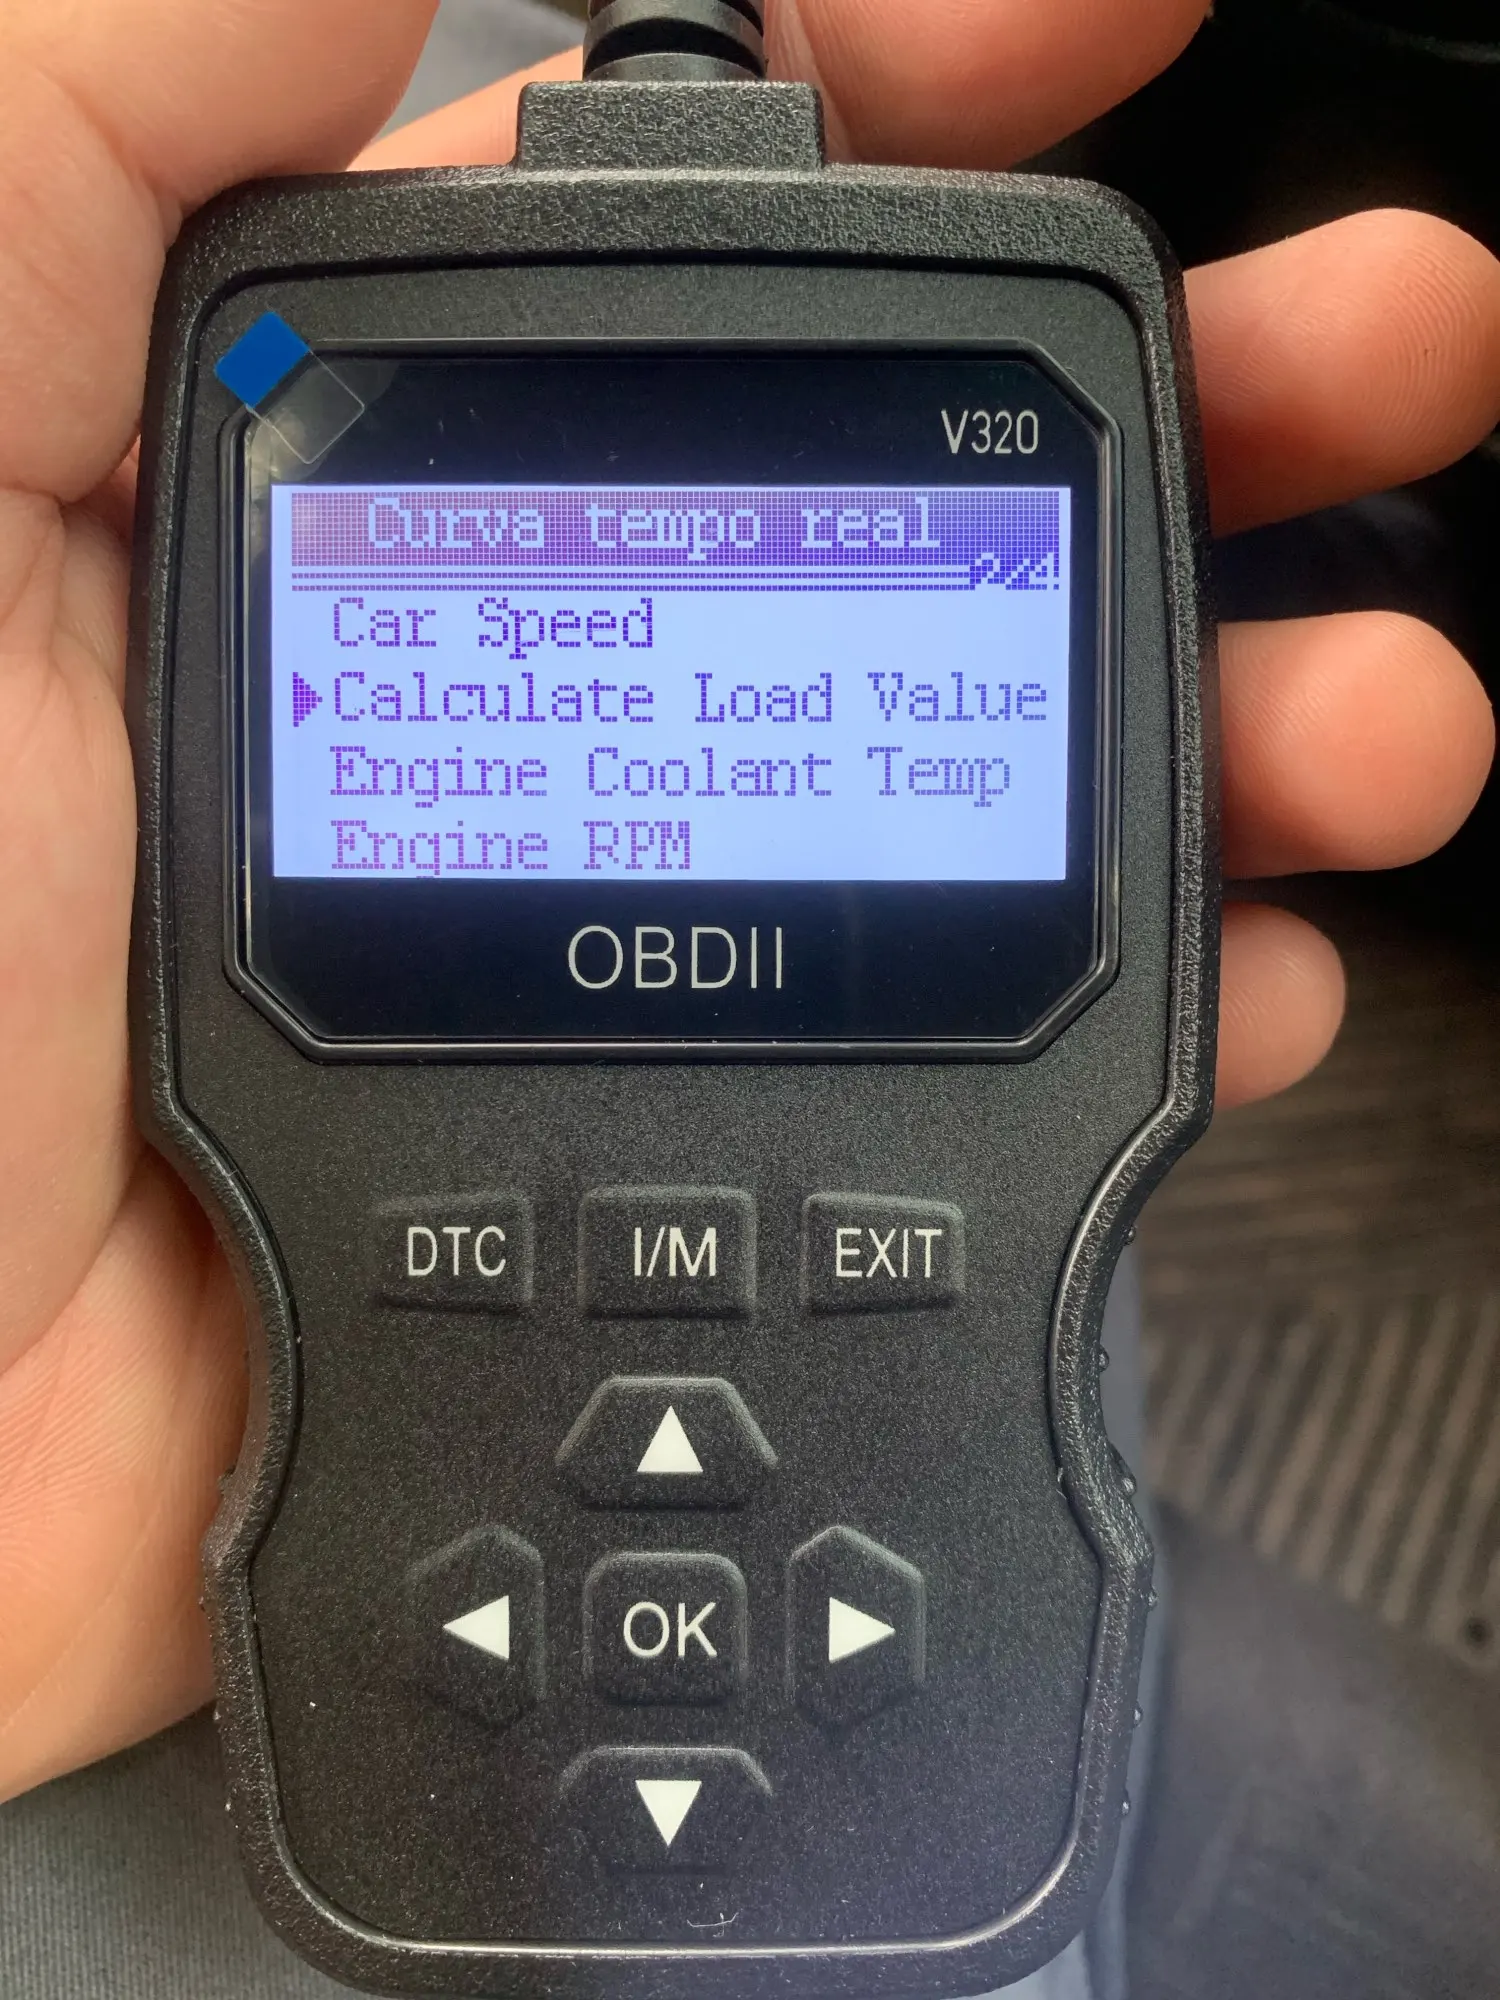 V320
Curva tempo real
Car Speed
Calculate Load Value
Engine Coolant Temp
Engine RPM
OBDII
DTC I/M EXIT
OK